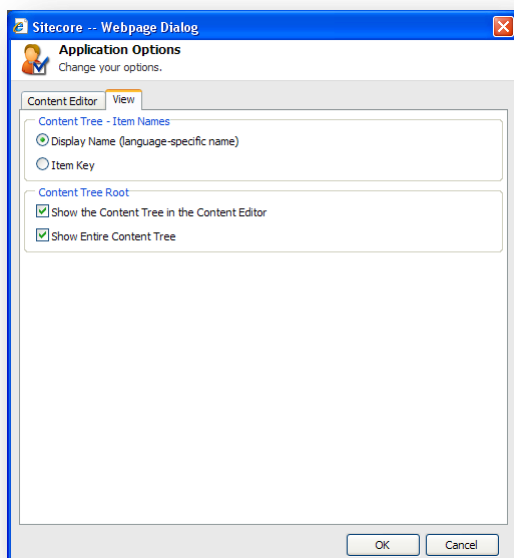 Sitecore -- Webpage Dialog
Application Options
Change your options.
Content Editor View
Content Tree - Item Names
Display Name (language-specific name)
Item Key
Content Tree Root
Show the Content Tree in the Content Editor
Show Entire Content Tree
OK Cancel